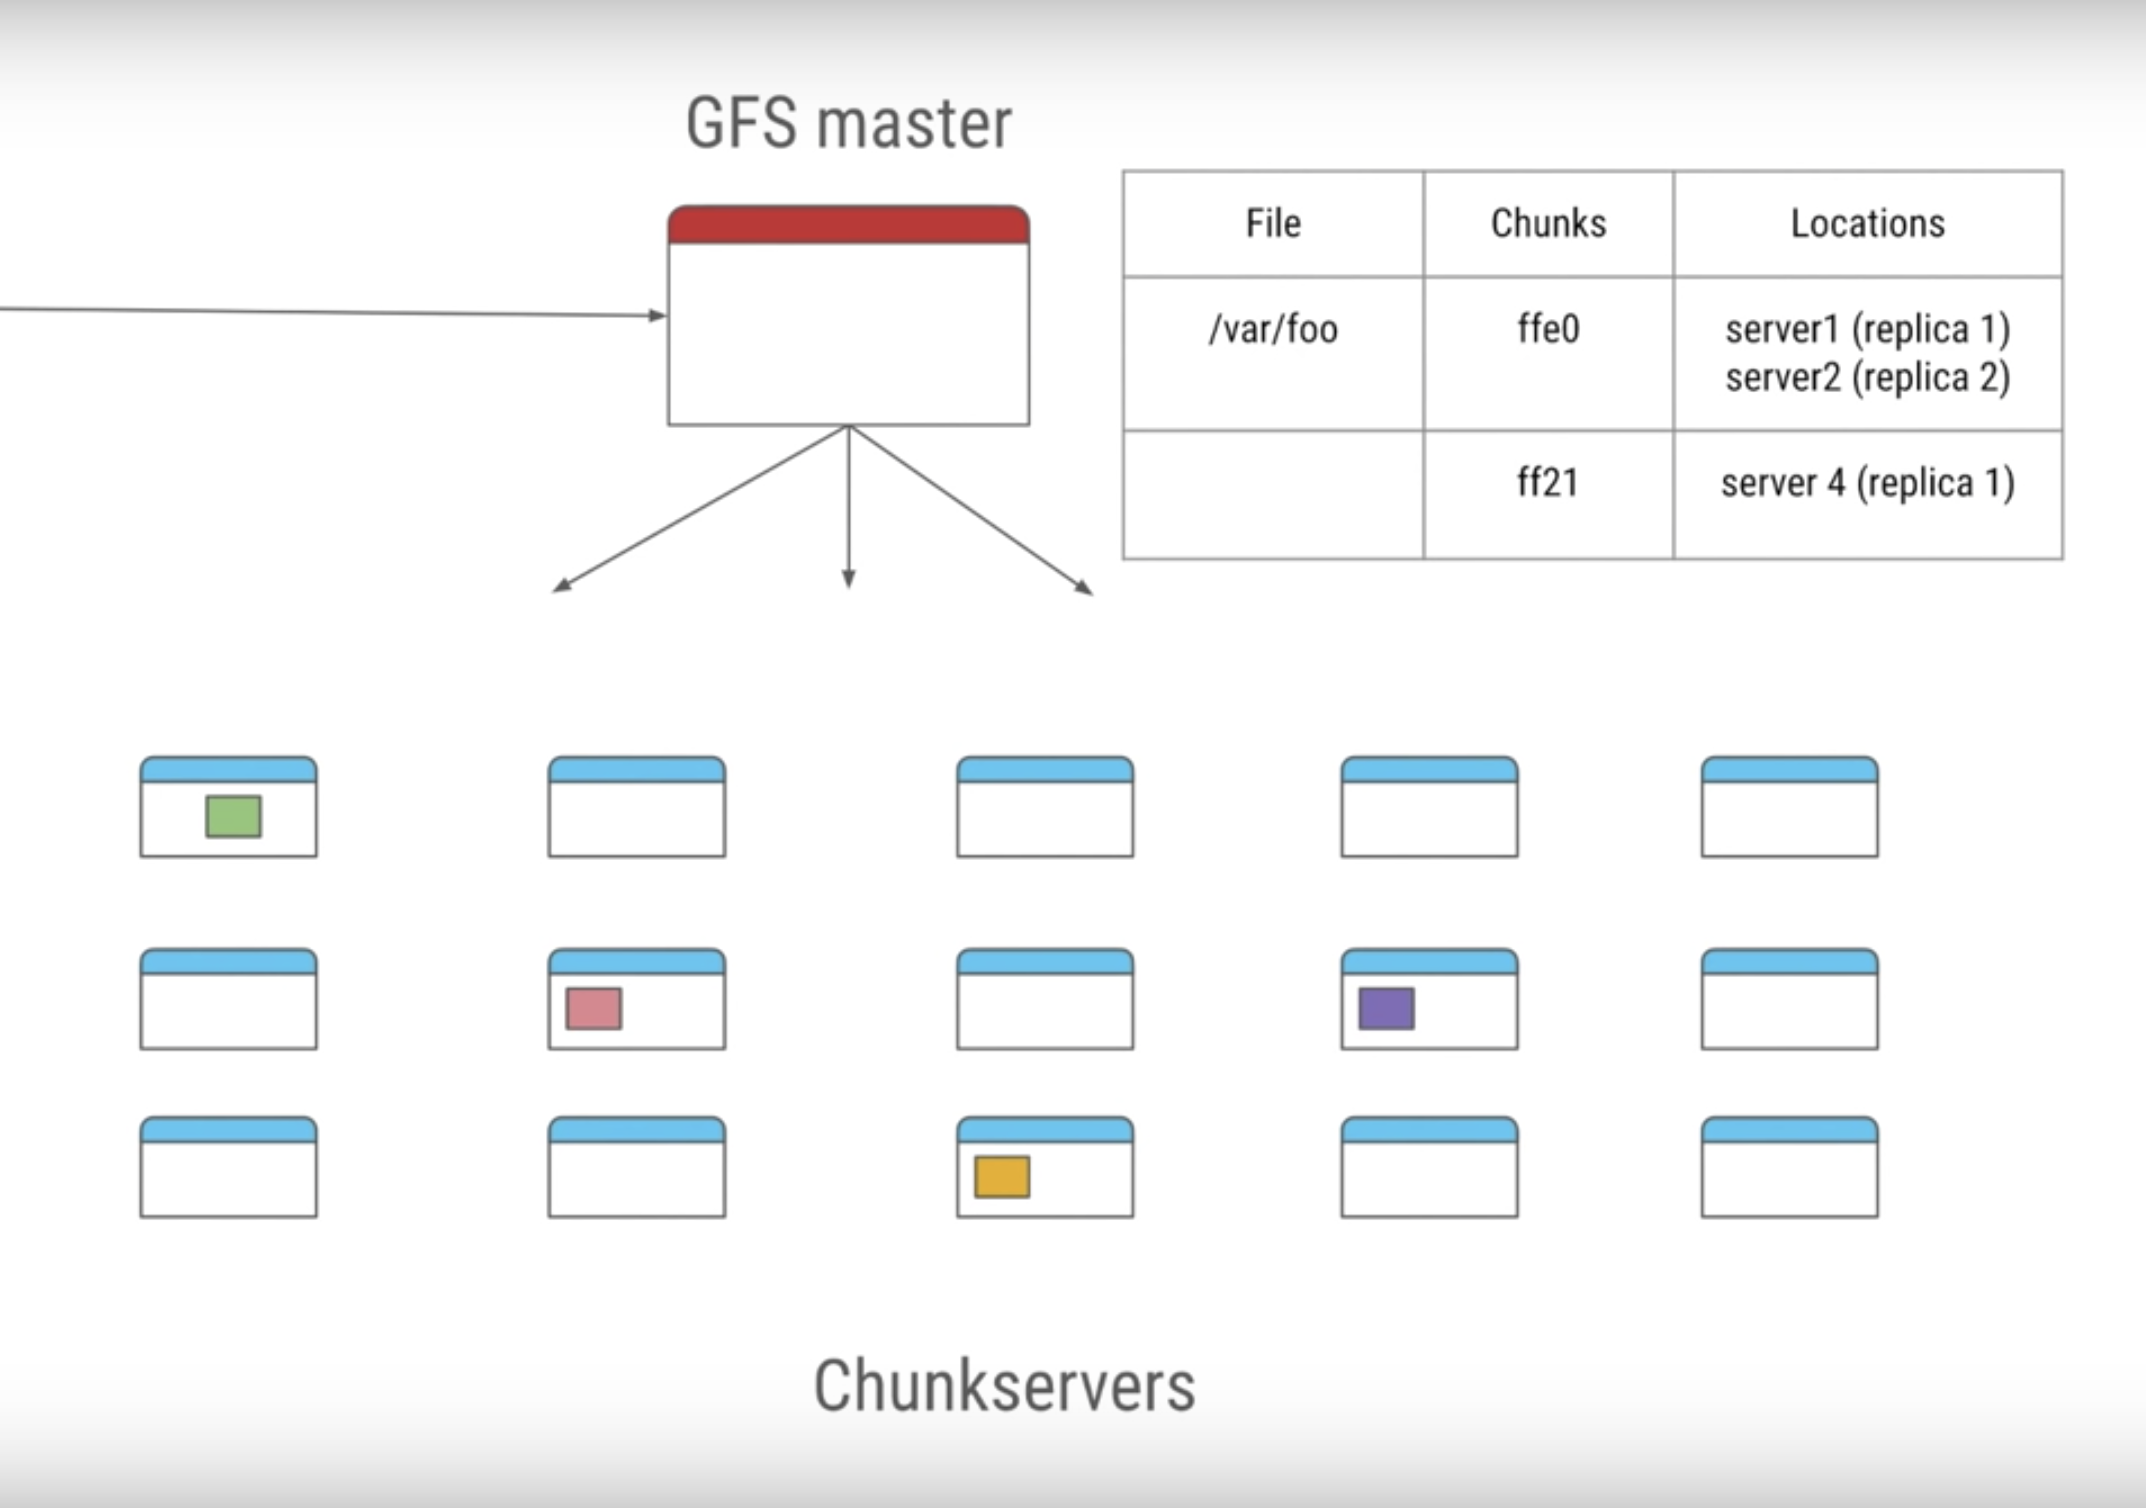 GFS master
File
Chunks
Locations
/var/foo
ffe0
server1 (replica 1)
server2 (replica 2)
ff21
server 4 (replica 1)
Chunkservers